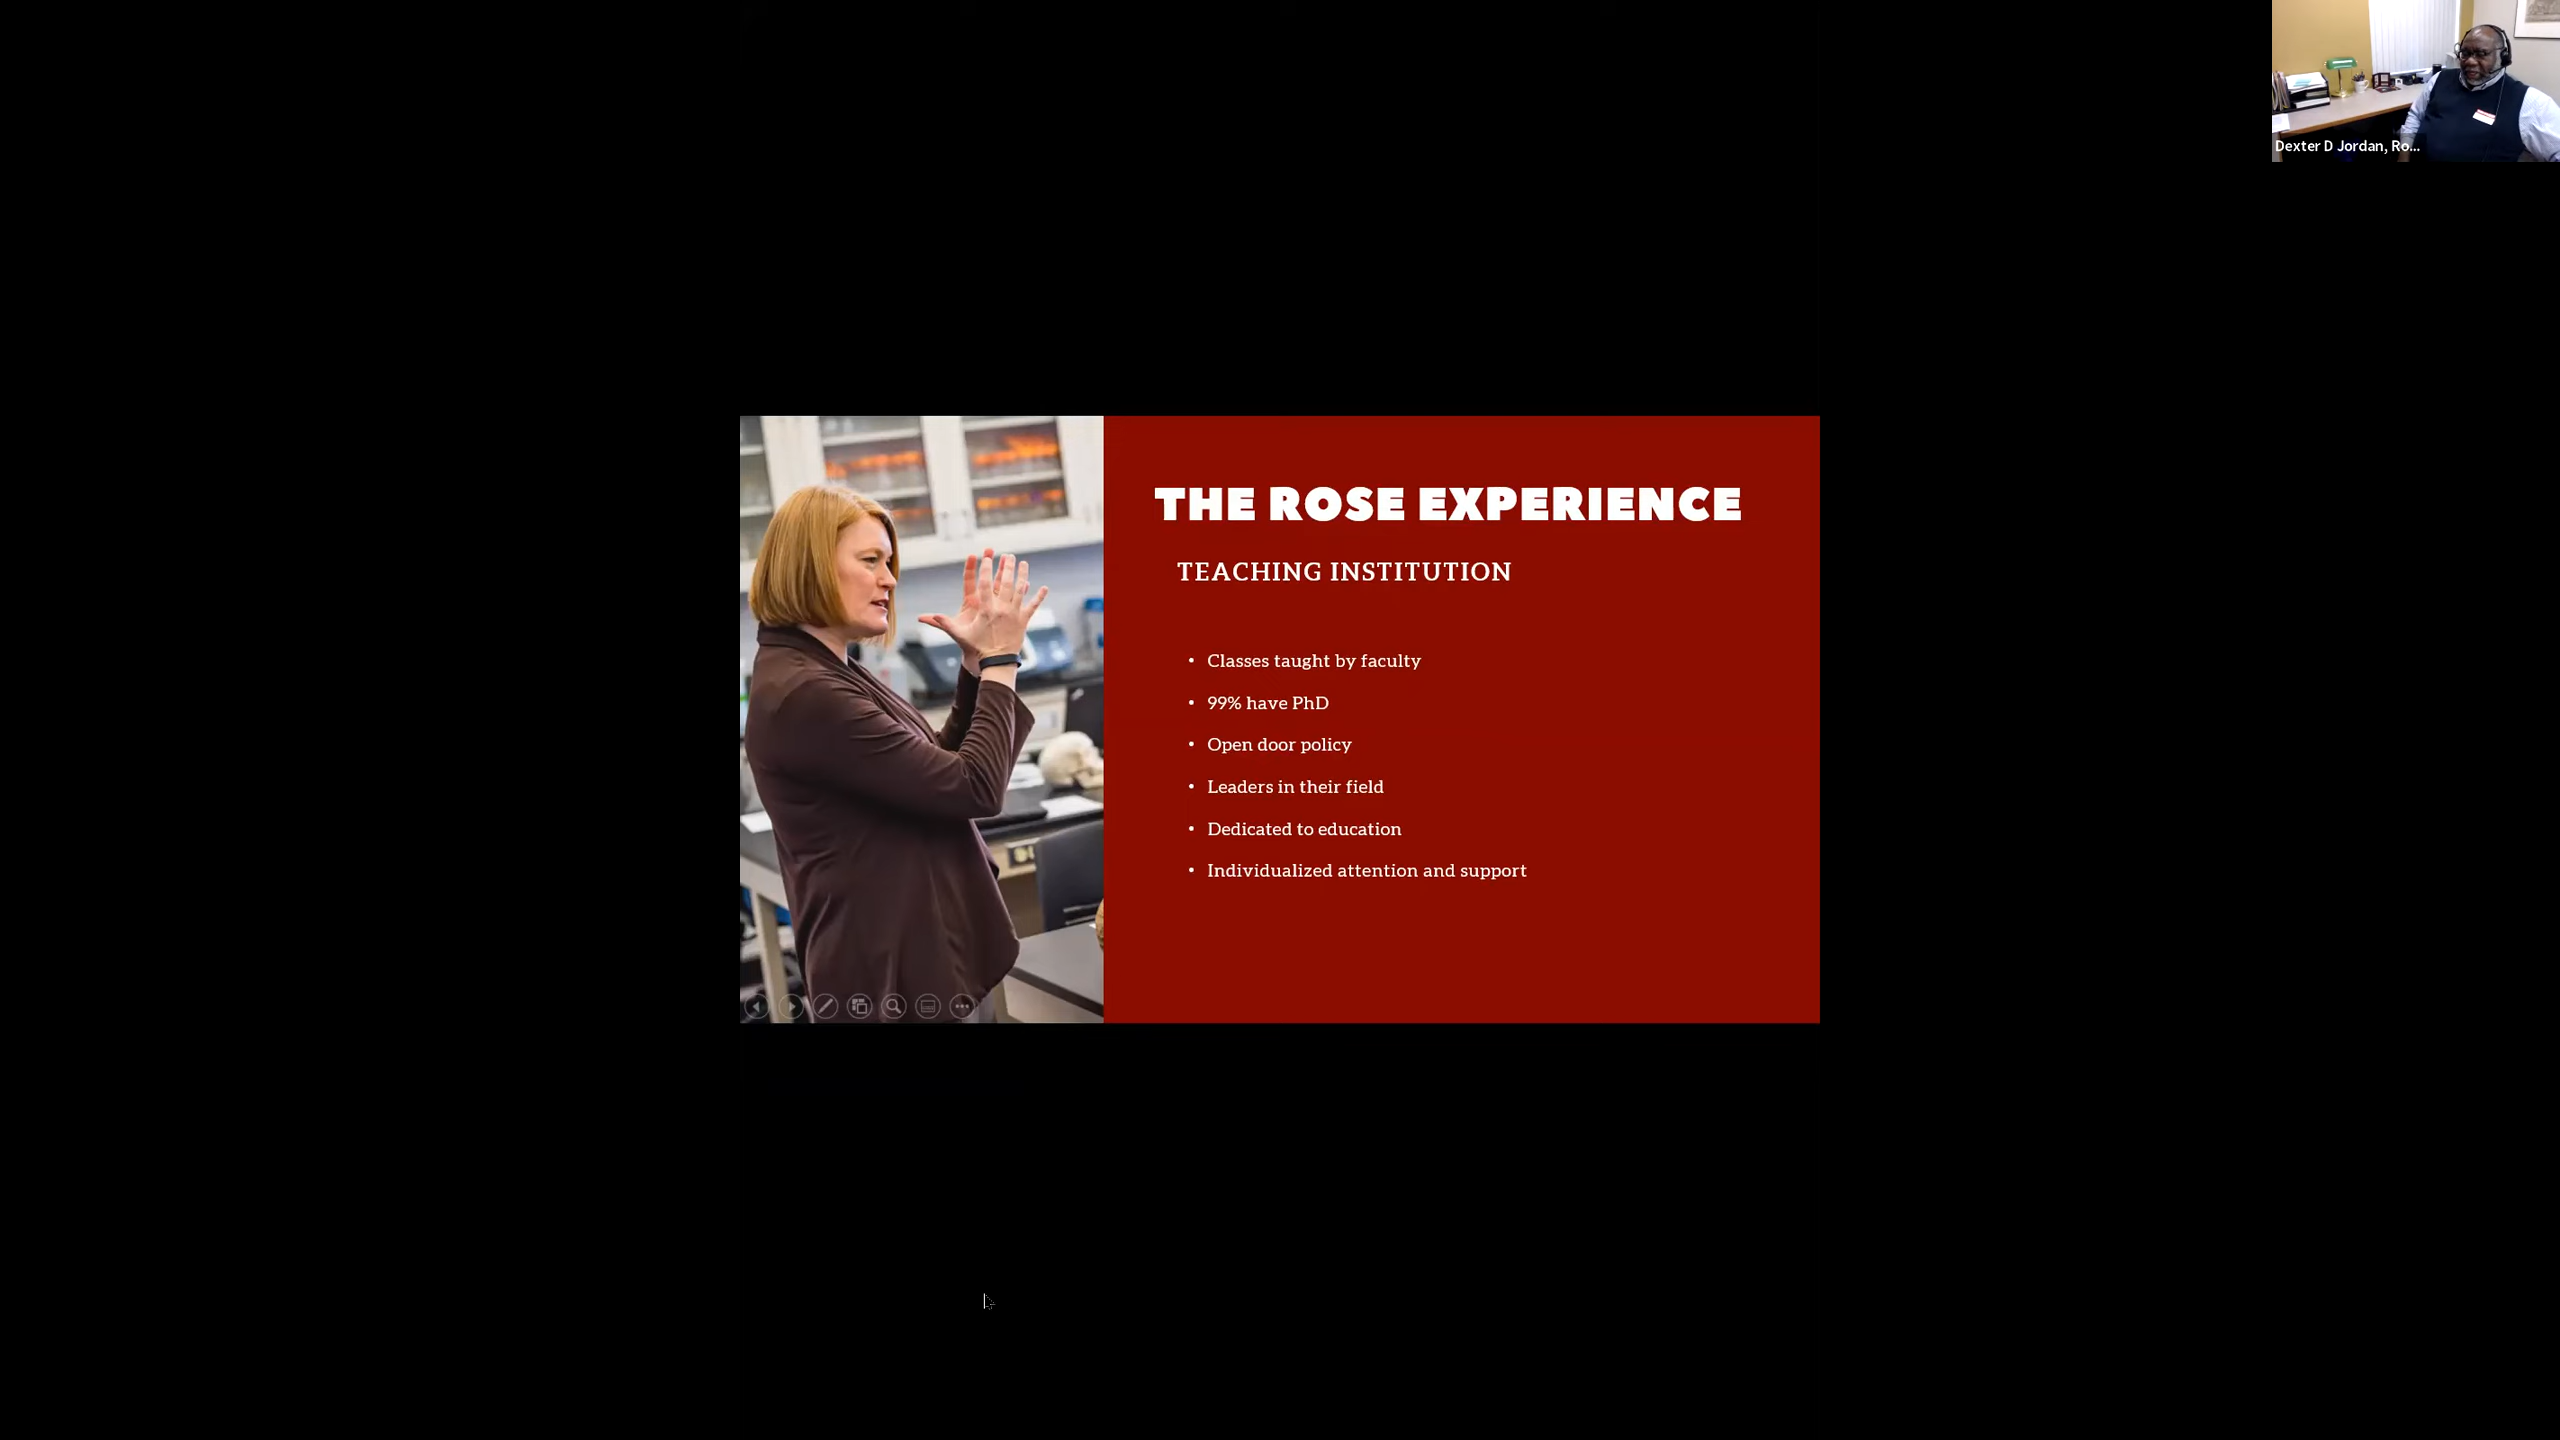 Dexter D Jordan, Ro...
THE ROSE EXPERIENCE
TEACHING INSTITUTION
• Classes taught by faculty
• 99% have PhD
• Open door policy
• Leaders in their field
• Dedicated to education
• Individualized attention and support